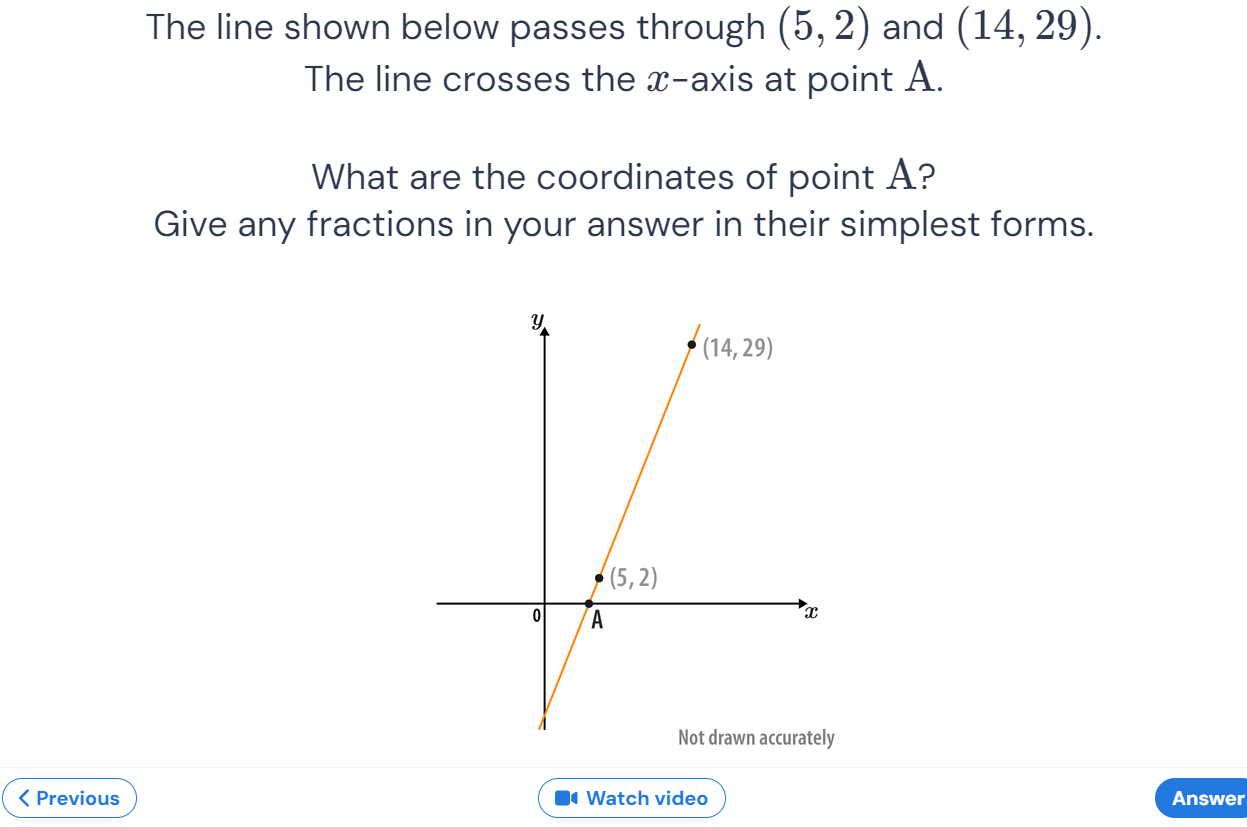 The line shown below passes through (5, 2) and (14, 29).
The line crosses the x-axis at point A.
What are the coordinates of point A?
Give any fractions in your answer in their simplest forms.
y
(14, 29)
(5, 2)
0
A
x
Not drawn accurately
Previous
Watch video
Answer